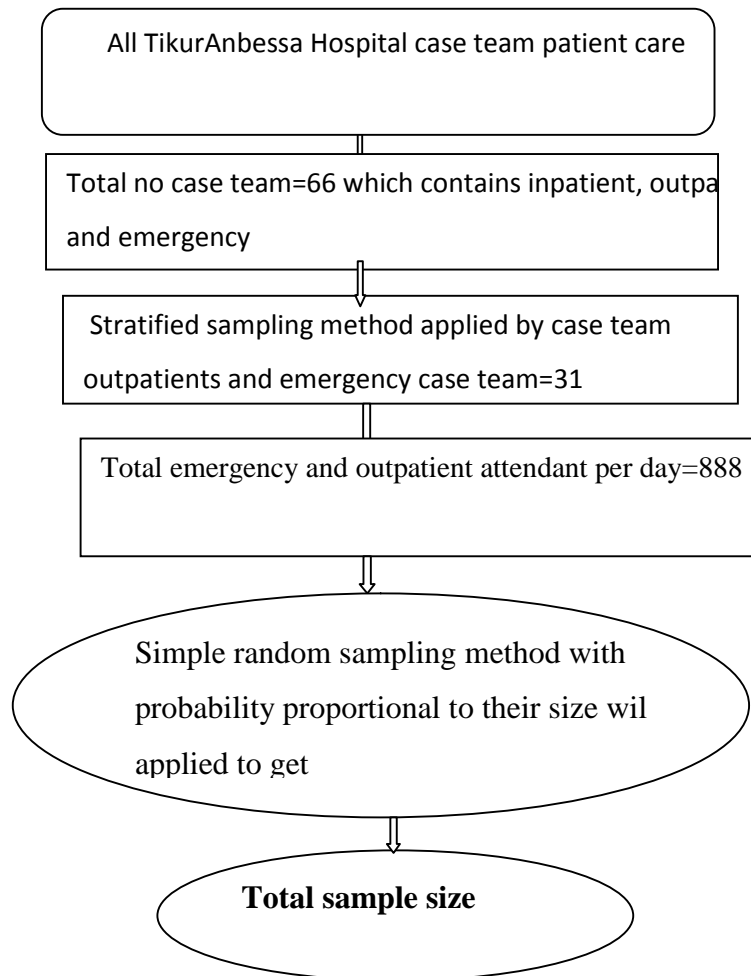 All TikurAnbessa Hospital case team patient care
Total no case team=66 which contains inpatient, outpa
and emergency
Stratified sampling method applied by case team
outpatients and emergency case team=31
Total emergency and outpatient attendant per day=888
Simple random sampling method with
probability proportional to their size wil
applied to get
Total sample size